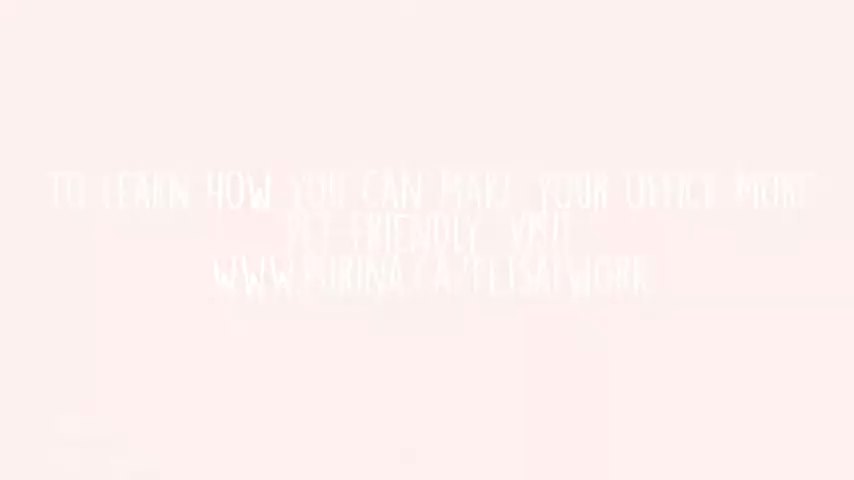 TO LEARN HOW YOU CAN MAKE YOUR OFFICE MORE
PET-FRIENDLY, VISIT
WWW.PURINA.CA/PETSATWORK